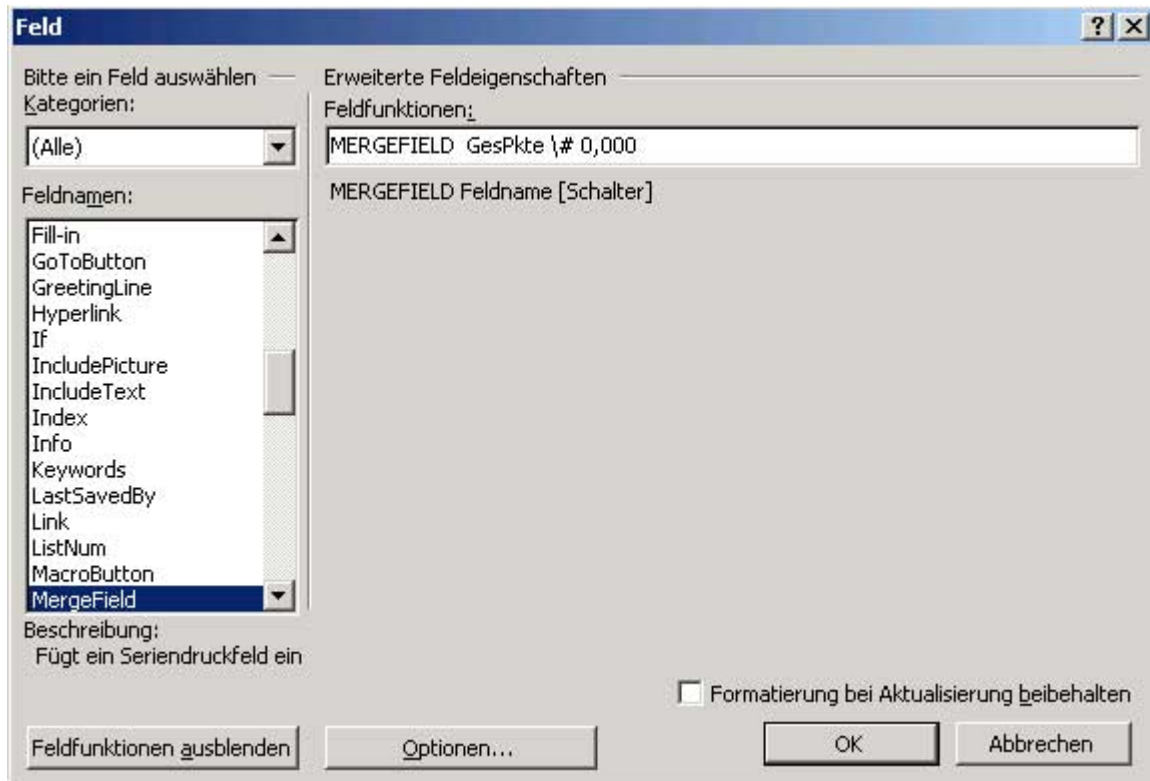 Feld
Bitte ein Feld auswählen
Kategorien:
(Alle)
Feldnamen:
Fill-in
GoToButton
GreetingLine
Hyperlink
If
IncludePicture
IncludeText
Index
Info
Keywords
LastSavedBy
Link
ListNum
MacroButton
MergeField
Beschreibung:
Fügt ein Seriendruckfeld ein
Erweiterte Feldeigenschaften
Feldfunktionen:
MERGEFIELD  GesPkte \# 0,000
MERGEFIELD Feldname [Schalter]
Formatierung bei Aktualisierung beibehalten
Feldfunktionen ausblenden
Optionen...
OK
Abbrechen